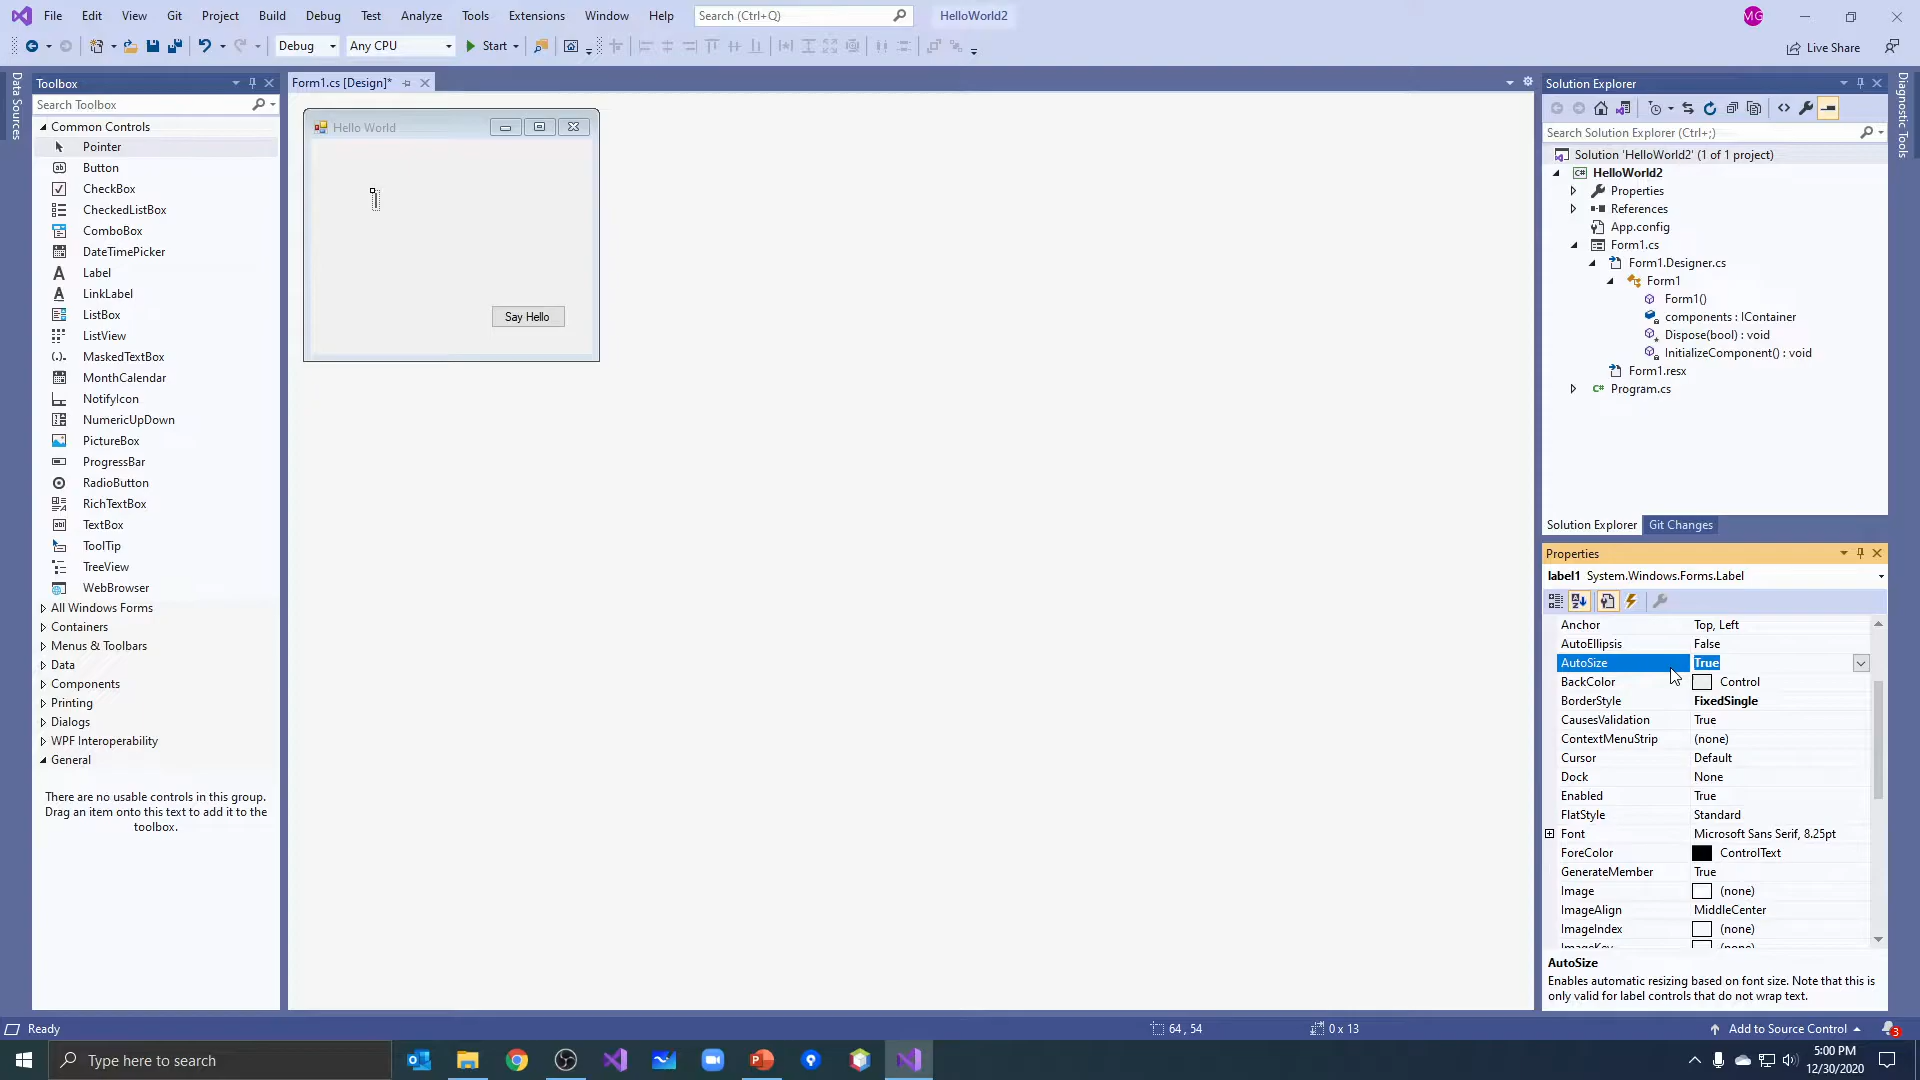 File Edit View Git Project Build Debug Test Analyze Tools Extensions Window Help Search (Ctrl+Q) HelloWorld2 MG
Debug Any CPU Start Live Share
Data Sources
Toolbox
Search Toolbox
Common Controls
Pointer
Button
CheckBox
CheckedListBox
ComboBox
DateTimePicker
Label
LinkLabel
ListBox
ListView
MaskedTextBox
MonthCalendar
NotifyIcon
NumericUpDown
PictureBox
ProgressBar
RadioButton
RichTextBox
TextBox
ToolTip
TreeView
WebBrowser
All Windows Forms
Containers
Menus & Toolbars
Data
Components
Printing
Dialogs
WPF Interoperability
General
There are no usable controls in this group.
Drag an item onto this text to add it to the
toolbox.
Form1.cs [Design]*
Hello World
Say Hello
Solution Explorer
Search Solution Explorer (Ctrl+;)
Solution 'HelloWorld2' (1 of 1 project)
HelloWorld2
Properties
References
App.config
Form1.cs
Form1.Designer.cs
Form1
Form1()
components : IContainer
Dispose(bool) : void
InitializeComponent() : void
Form1.resx
Program.cs
Solution Explorer Git Changes
Diagnostic Tools
Properties
label1 System.Windows.Forms.Label
Anchor Top, Left
AutoEllipsis False
AutoSize True
BackColor Control
BorderStyle FixedSingle
CausesValidation True
ContextMenuStrip (none)
Cursor Default
Dock None
Enabled True
FlatStyle Standard
Font Microsoft Sans Serif, 8.25pt
ForeColor ControlText
GenerateMember True
Image (none)
ImageAlign MiddleCenter
ImageIndex (none)
ImageKey (none)
AutoSize
Enables automatic resizing based on font size. Note that this is
only valid for label controls that do not wrap text.
Ready 64 , 54 0 x 13 Add to Source Control 3
Type here to search
5:00 PM
12/30/2020